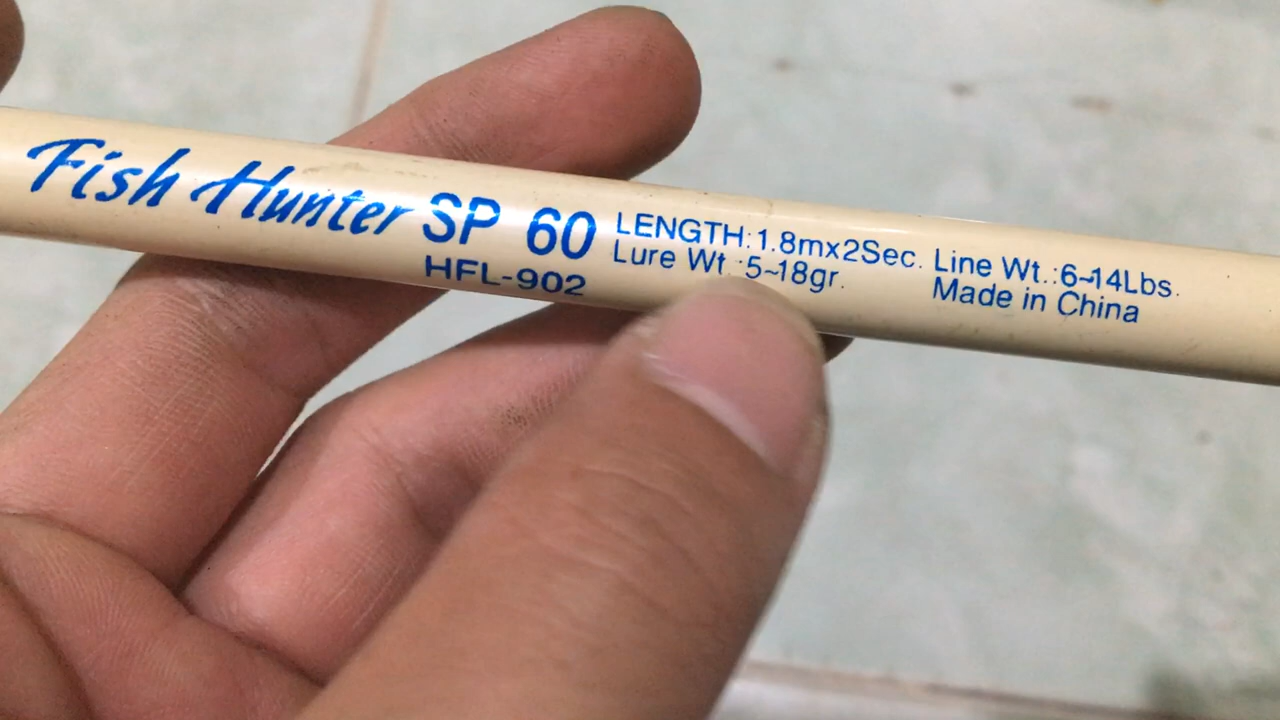 Fish Hunter SP 60
HFL-902
LENGTH:1.8mx2Sec.
Lure Wt.:5~18gr.
Line Wt.:6~14Lbs.
Made in China